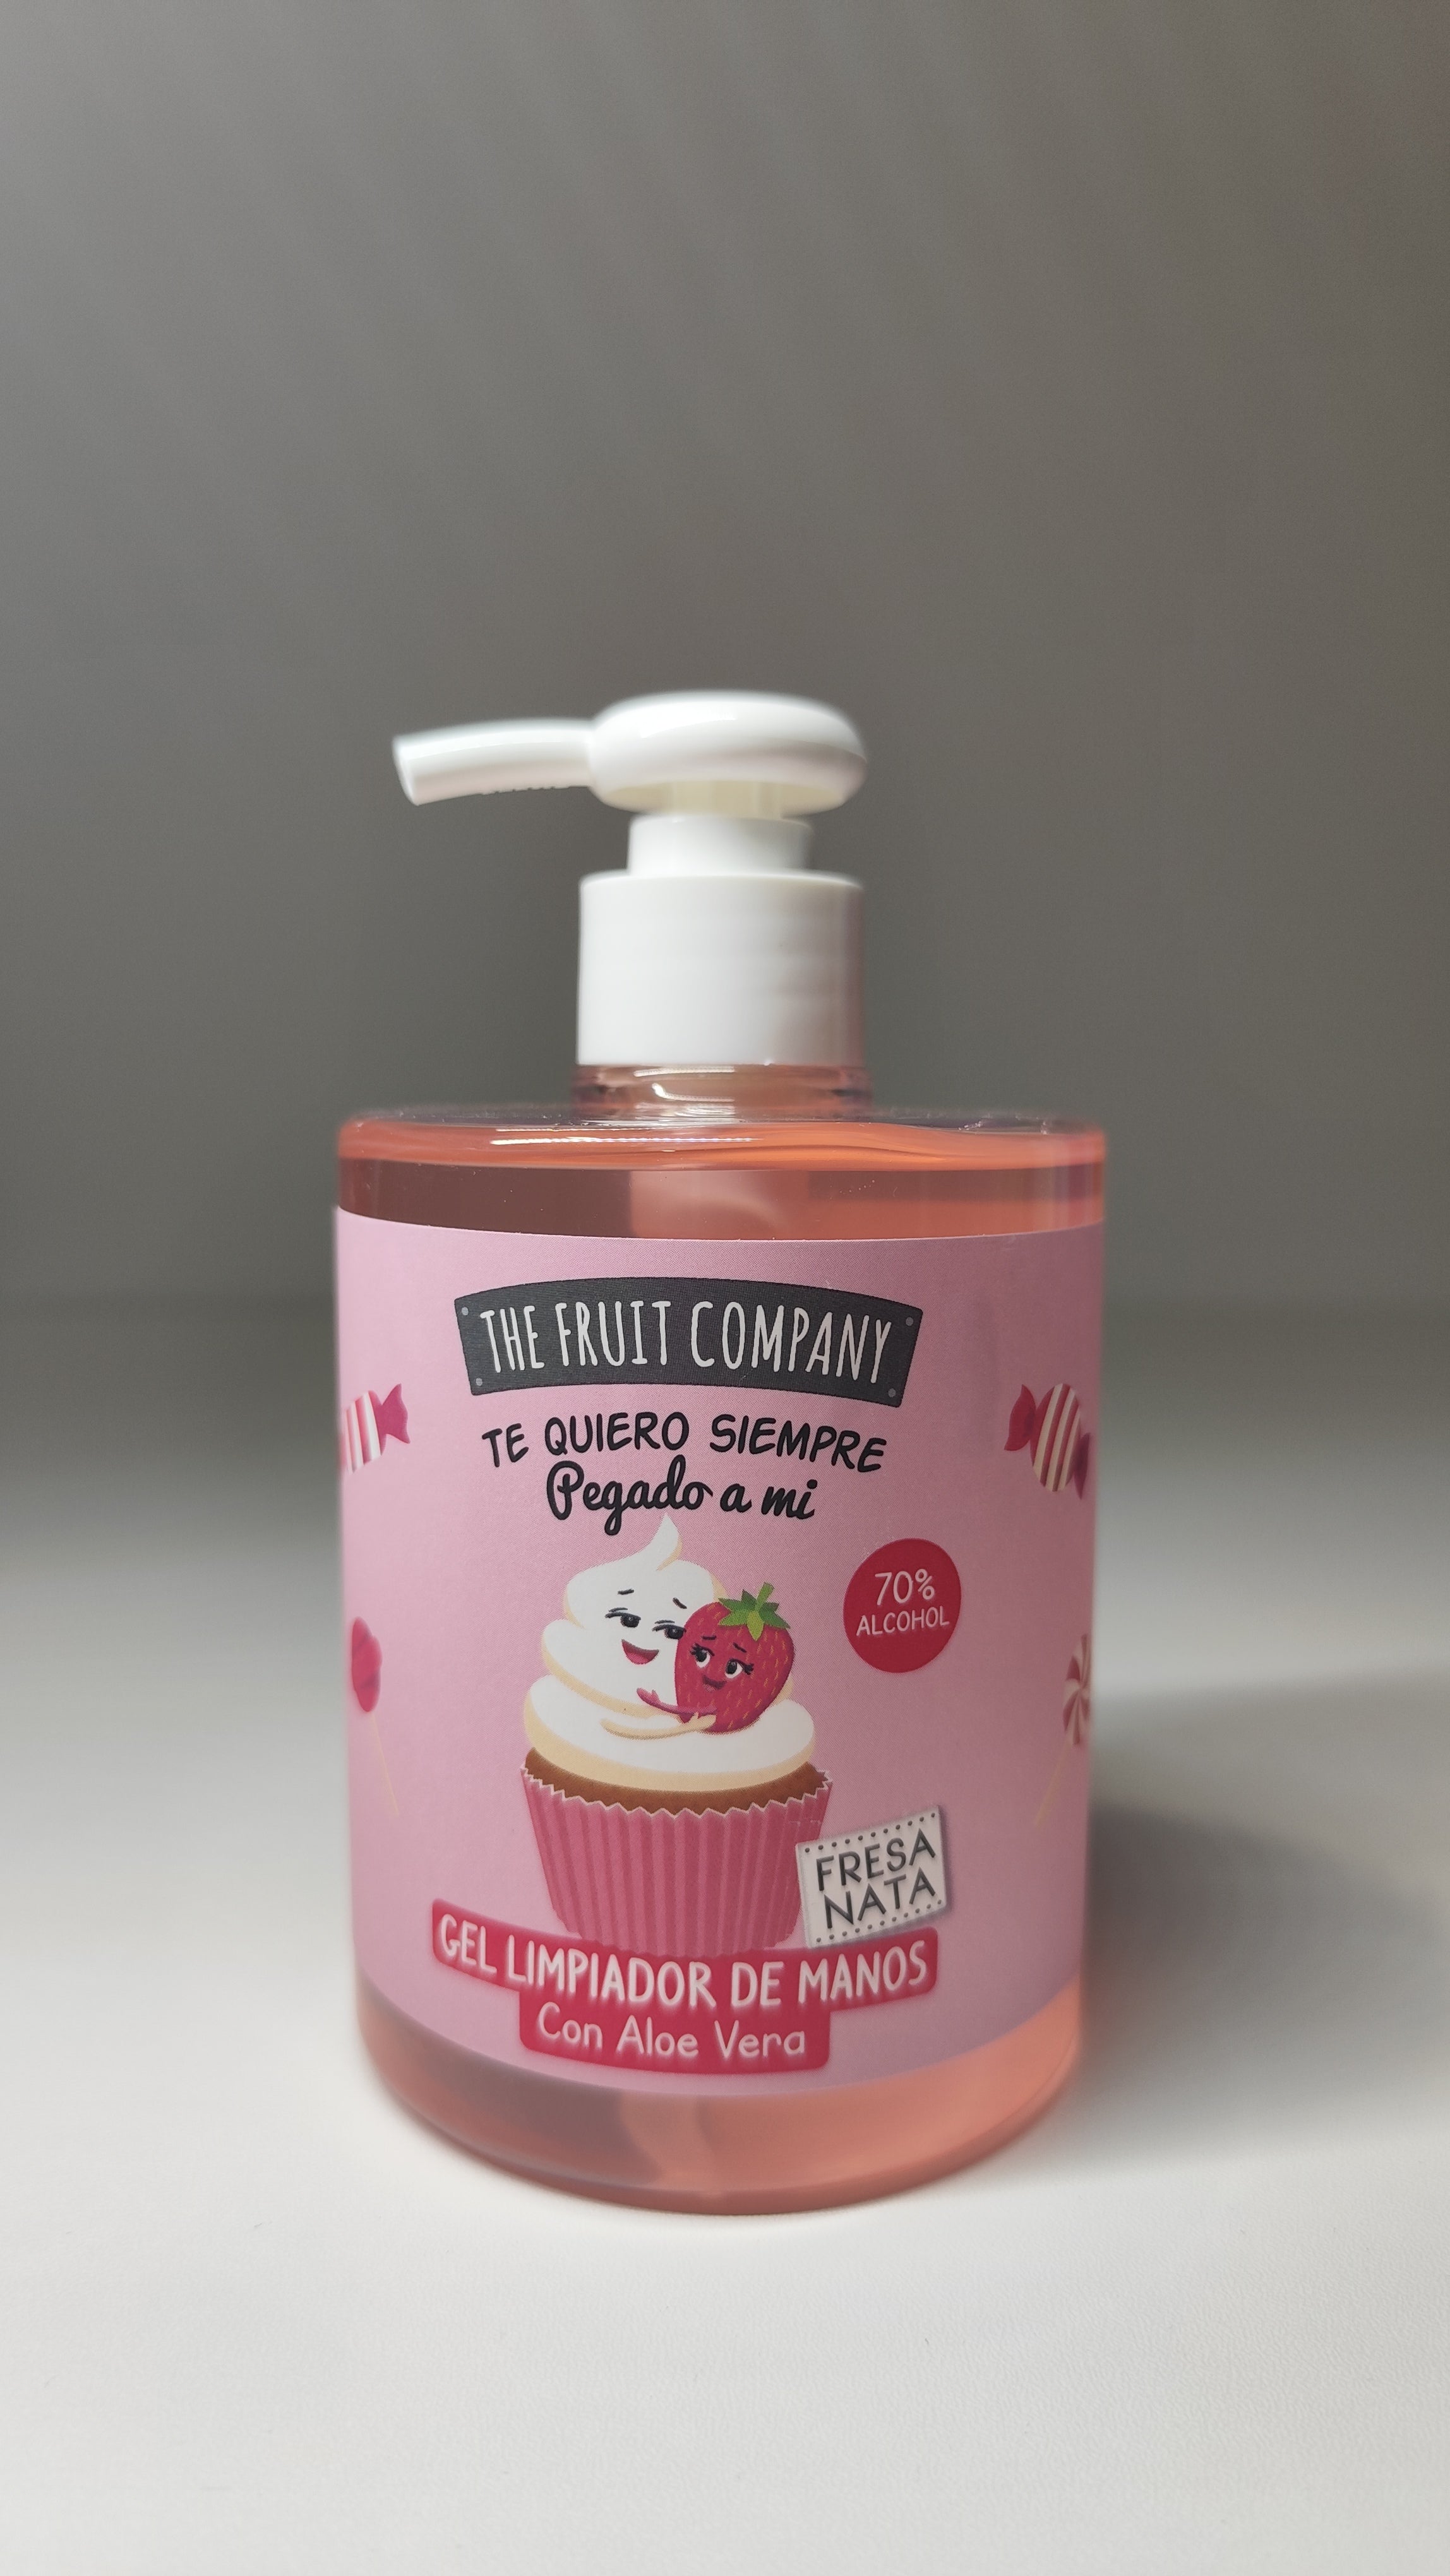 THE FRUIT COMPANY
TE QUIERO SIEMPRE
Pegado a mi
70%
ALCOHOL
FRESA
NATA
GEL LIMPIADOR DE MANOS
Con Aloe Vera